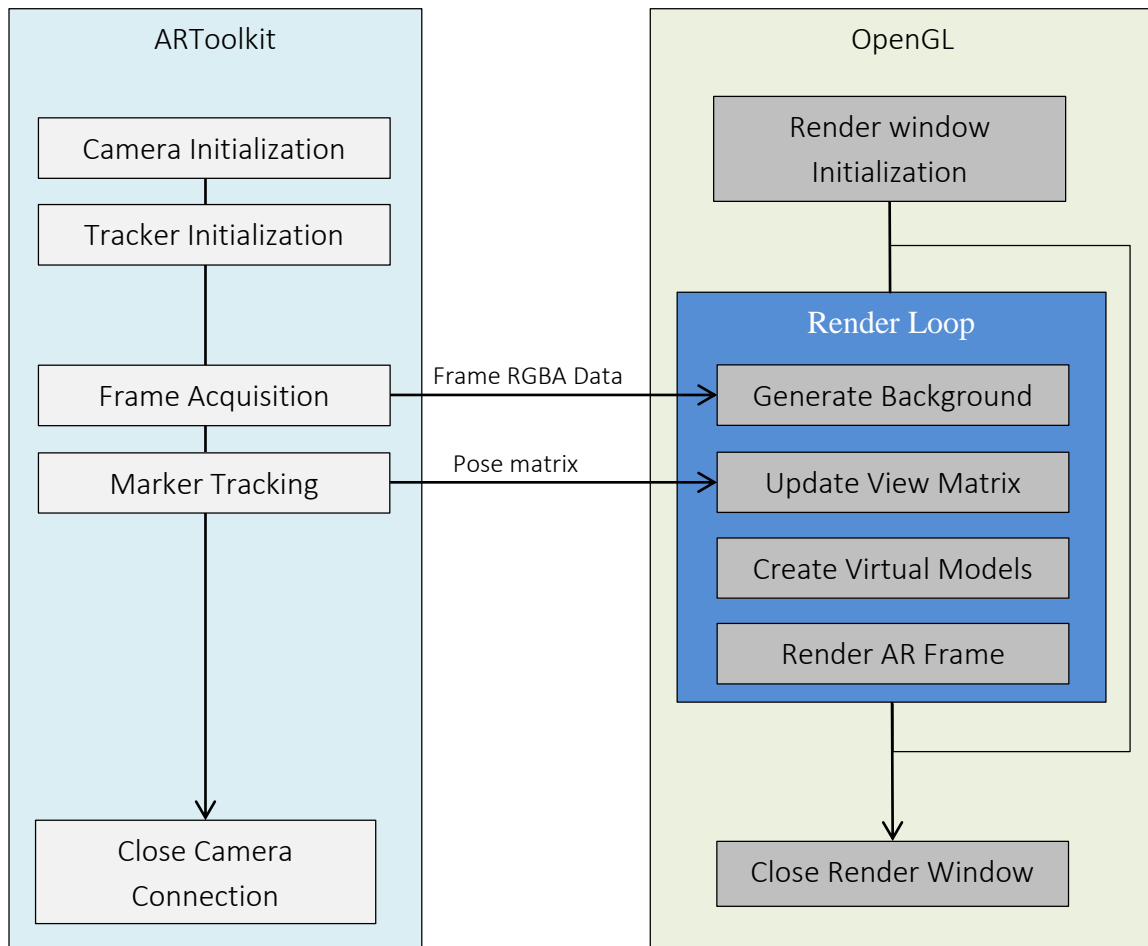 ARToolkit
Camera Initialization
Tracker Initialization
Frame Acquisition
Marker Tracking
Close Camera
Connection
Frame RGBA Data
Pose matrix
OpenGL
Render window
Initialization
Render Loop
Generate Background
Update View Matrix
Create Virtual Models
Render AR Frame
Close Render Window